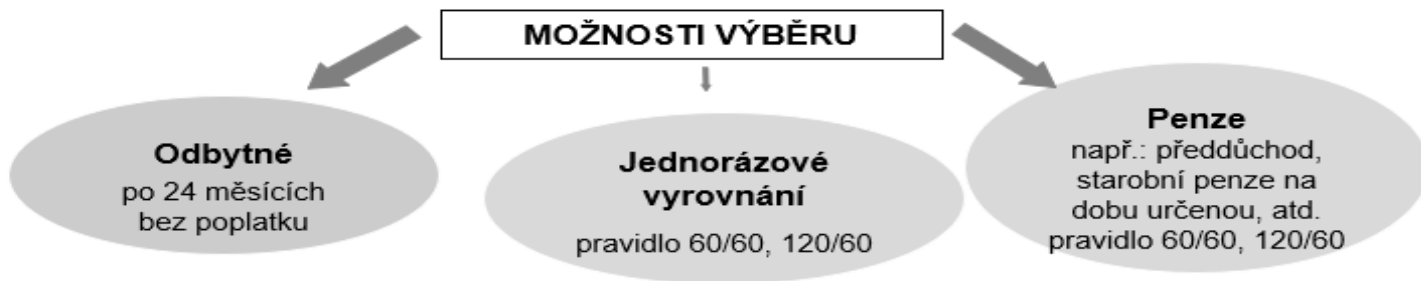 MOŽNOSTI VÝBĚRU
Odbytné
po 24 měsících
bez poplatku
Jednorázové
vyrovnání
pravidlo 60/60, 120/60
Penze
např.: předdůchod,
starobní penze na
dobu určenou, atd.
pravidlo 60/60, 120/60